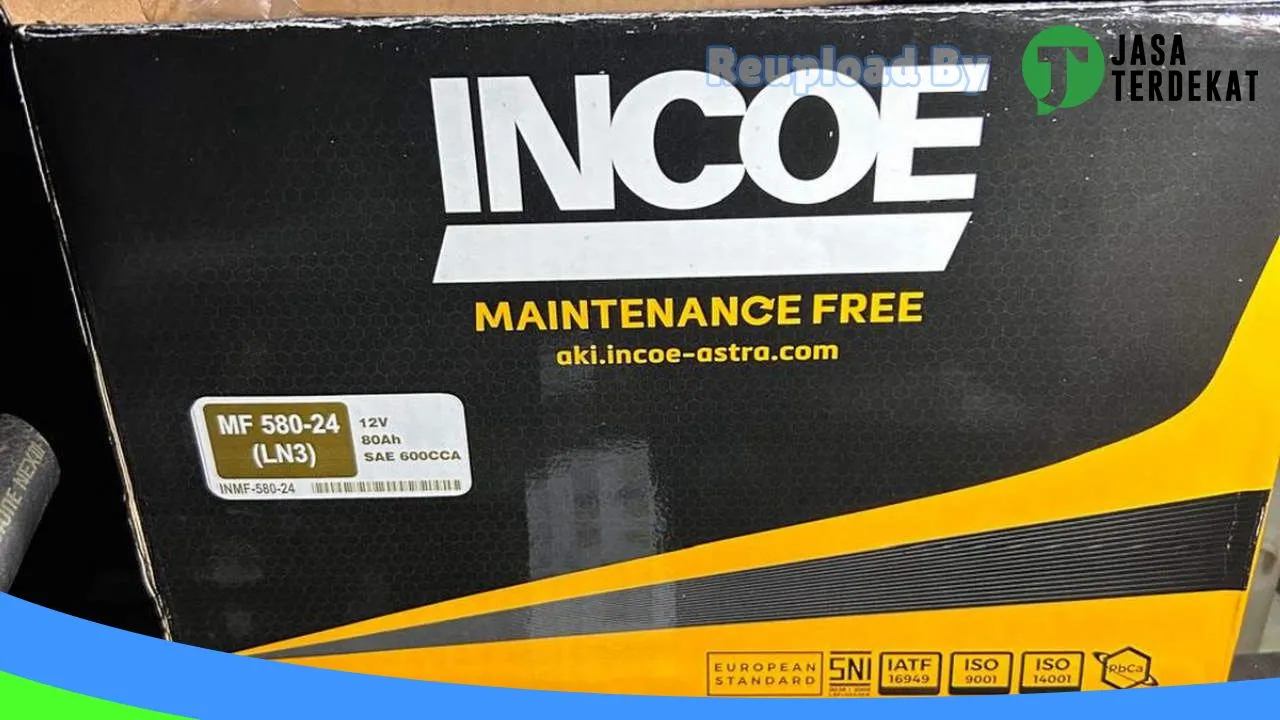 Reupload By
JASA
TERDEKAT
INCOE
MAINTENANCE FREE
aki.incoe-astra.com
MF 580-24
(LN3)
12V
80Ah
SAE 600CCA
INMF-580-24
EUROPEAN
STANDARD
SNI
IATF
16949
ISO
9001
ISO
14001
PbCa